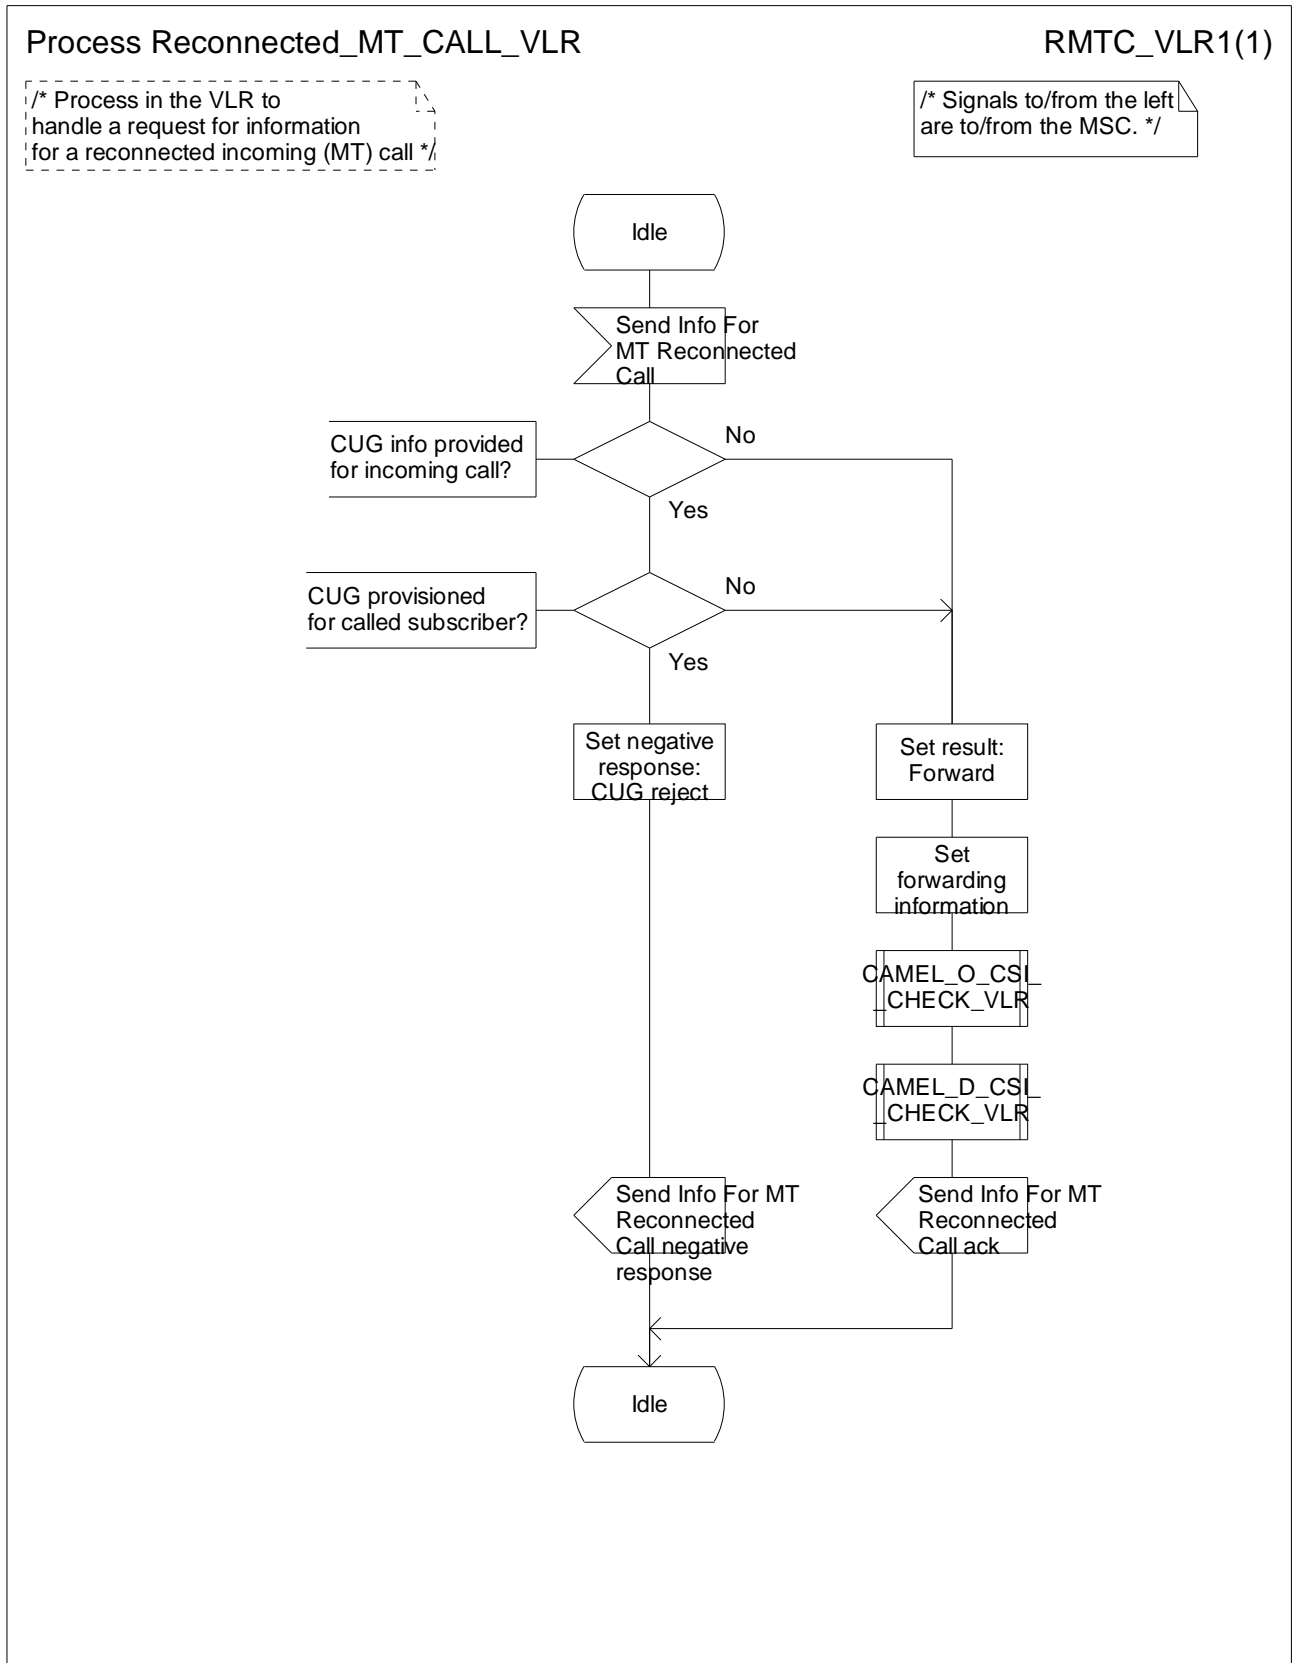 Process Reconnected_MT_CALL_VLR
RMTC_VLR1(1)
/* Process in the VLR to
handle a request for information
for a reconnected incoming (MT) call */
/* Signals to/from the left
are to/from the MSC. */
Idle
Send Info For
MT Reconnected
Call
CUG info provided
for incoming call?
No
Yes
CUG provisioned
for called subscriber?
No
Yes
Set negative
response:
CUG reject
Set result:
Forward
Set
forwarding
information
CAMEL_O_CSI_
_CHECK_VLR
CAMEL_D_CSI_
_CHECK_VLR
Send Info For MT
Reconnected
Call negative
response
Send Info For MT
Reconnected
Call ack
Idle